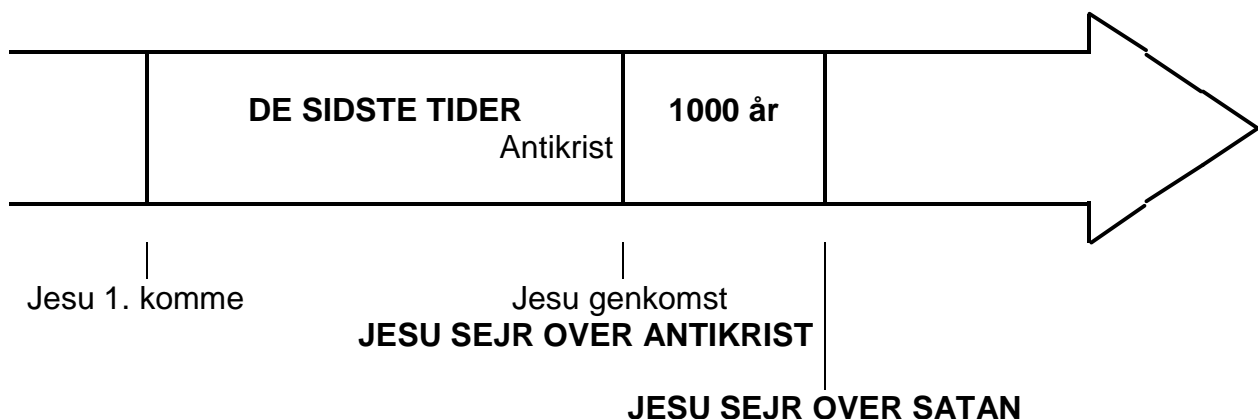 DE SIDSTE TIDER
Antikrist
1000 år
Jesu 1. komme
Jesu genkomst
JESU SEJR OVER ANTIKRIST
JESU SEJR OVER SATAN